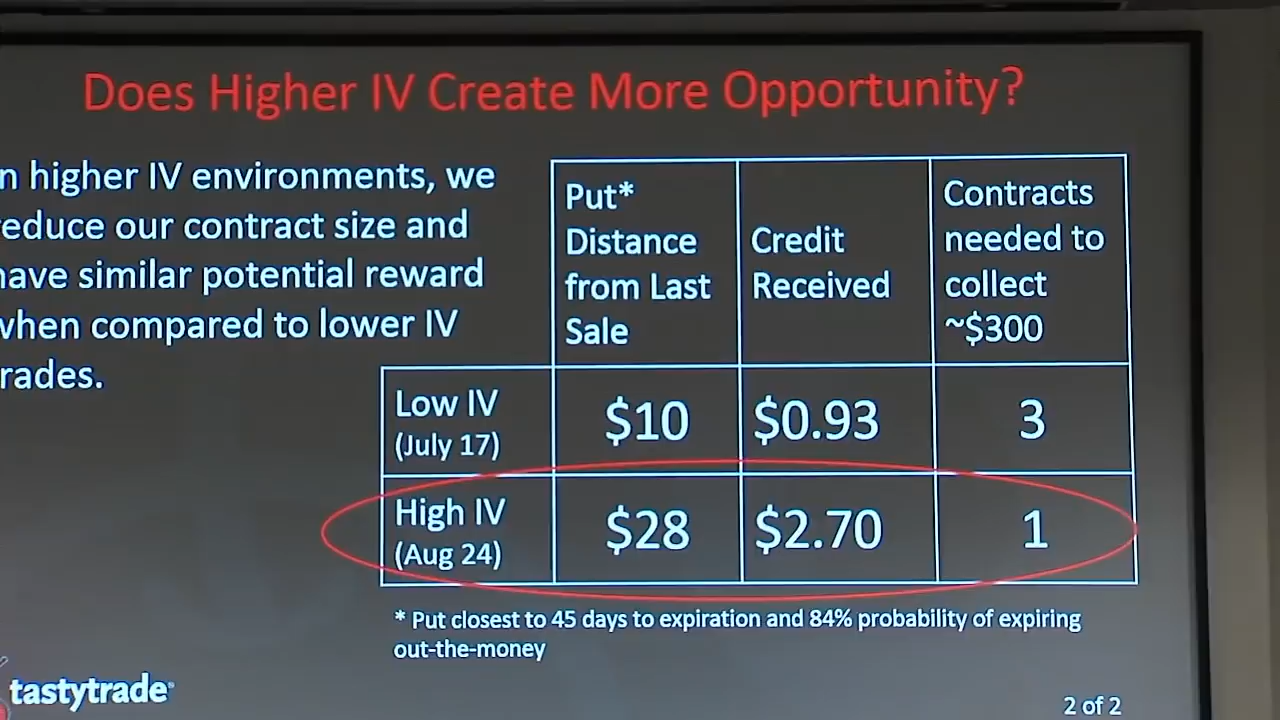 Does Higher IV Create More Opportunity?
n higher IV environments, we
educe our contract size and
ave similar potential reward
when compared to lower IV
rades.
Put*
Distance
from Last
Sale
Credit
Received
Contracts
needed to
collect
~$300
Low IV
(July 17)
$10
$0.93
3
High IV
(Aug 24)
$28
$2.70
1
* Put closest to 45 days to expiration and 84% probability of expiring
out-the-money
tastytrade
2 of 2